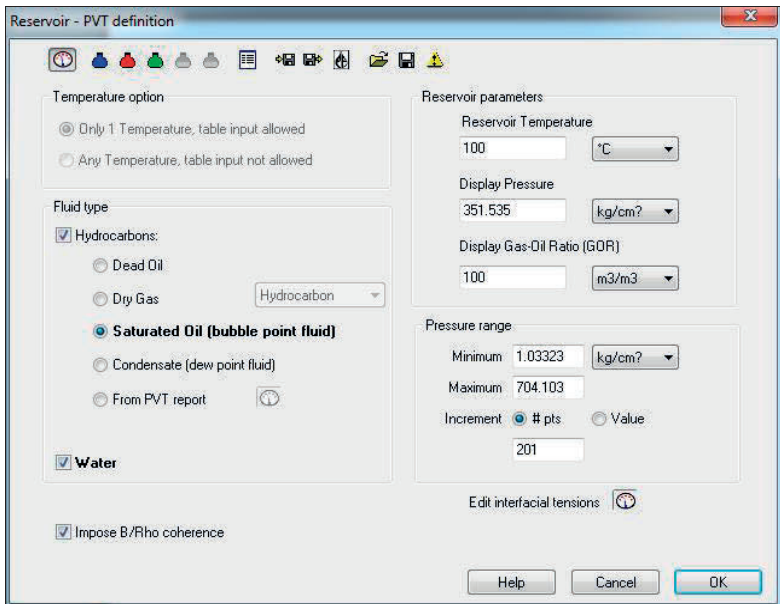 Reservoir - PVT definition
Temperature option
Only 1 Temperature, table input allowed
Any Temperature, table input not allowed
Fluid type
Hydrocarbons:
Dead Oil
Dry Gas
Hydrocarbon
Saturated Oil (bubble point fluid)
Condensate (dew point fluid)
From PVT report
Water
Impose B/Rho coherence
Reservoir parameters
Reservoir Temperature
100 °C
Display Pressure
351.535 kg/cm?
Display Gas-Oil Ratio (GOR)
100 m3/m3
Pressure range
Minimum 1.03323 kg/cm?
Maximum 704.103
Increment # pts Value
201
Edit interfacial tensions
Help Cancel OK